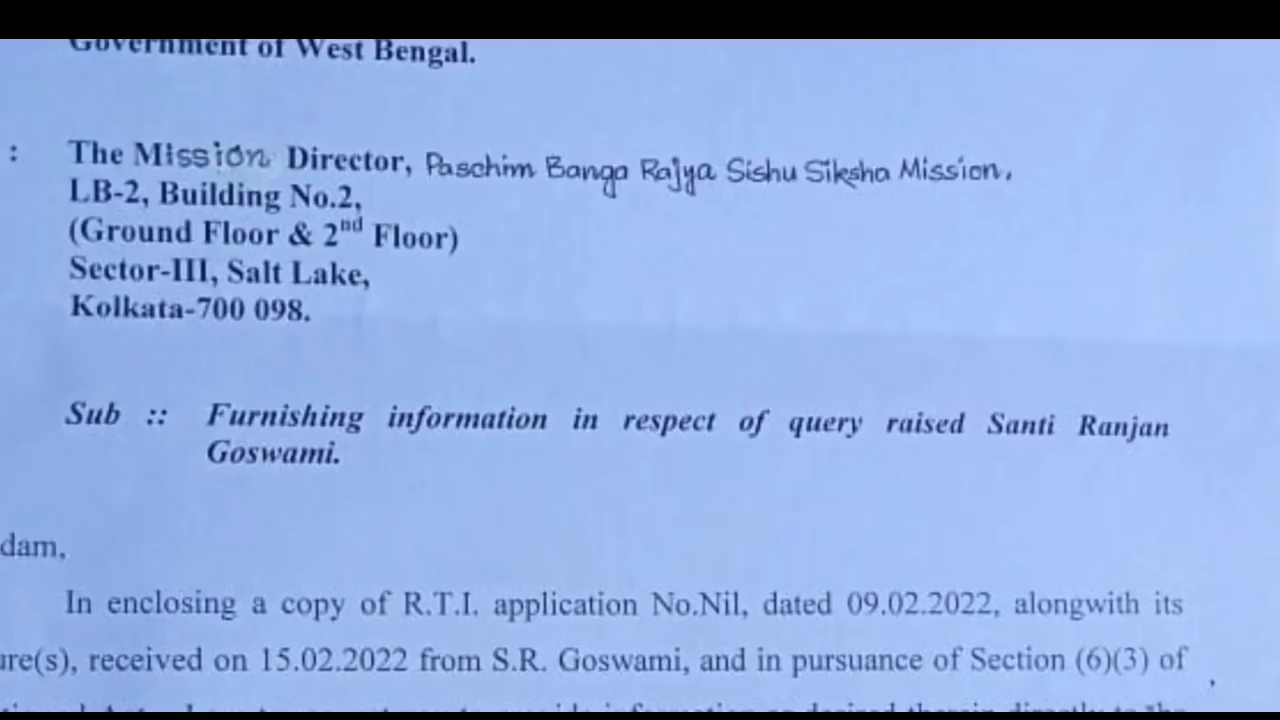 Government of West Bengal.
: The Mission Director, Paschim Banga Rajya Sishu Siksha Mission,
LB-2, Building No.2,
(Ground Floor & 2nd Floor)
Sector-III, Salt Lake,
Kolkata-700 098.
Sub :: Furnishing information in respect of query raised Santi Ranjan
Goswami.
dam,
In enclosing a copy of R.T.I. application No.Nil, dated 09.02.2022, alongwith its
ure(s), received on 15.02.2022 from S.R. Goswami, and in pursuance of Section (6)(3) of